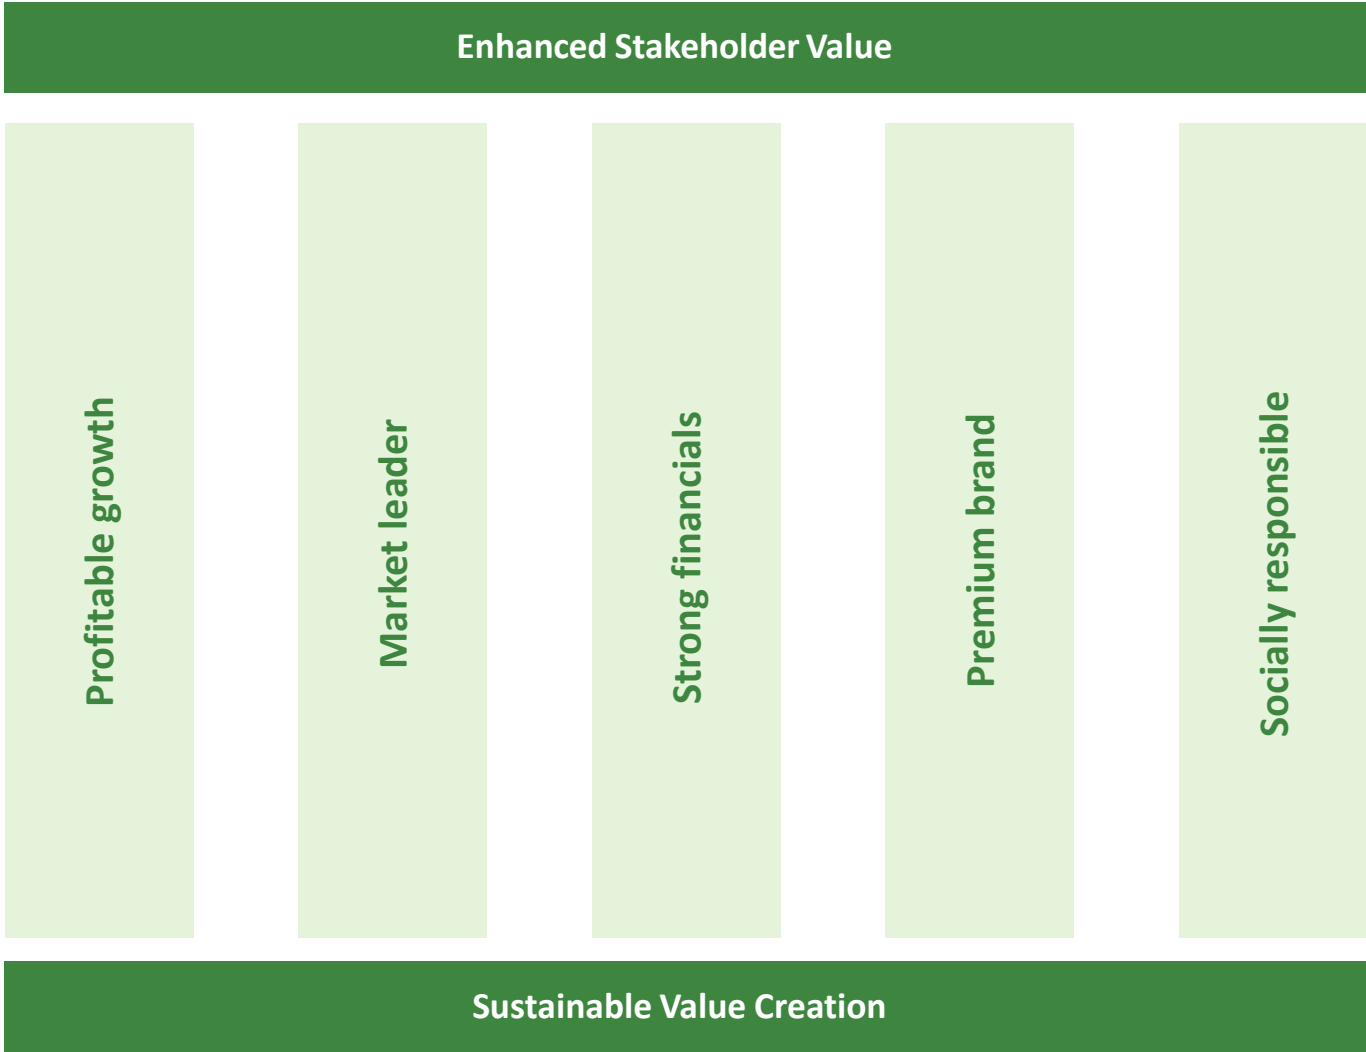 Enhanced Stakeholder Value
Profitable growth
Market leader
Strong financials
Premium brand
Socially responsible
Sustainable Value Creation